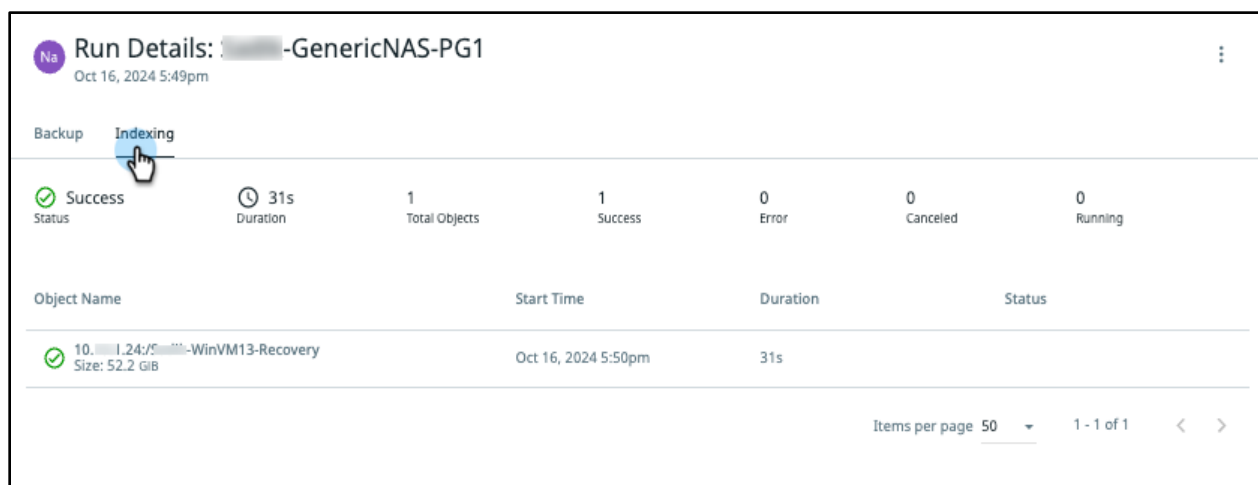 Na
Run Details: -GenericNAS-PG1
Oct 16, 2024 5:49pm
Backup Indexing
Success 31s 1 1 0 0 0
Status Duration Total Objects Success Error Canceled Running
Object Name Start Time Duration Status
10. .24:/ -WinVM13-Recovery Oct 16, 2024 5:50pm 31s
Size: 52.2 GiB
Items per page 50 1 - 1 of 1